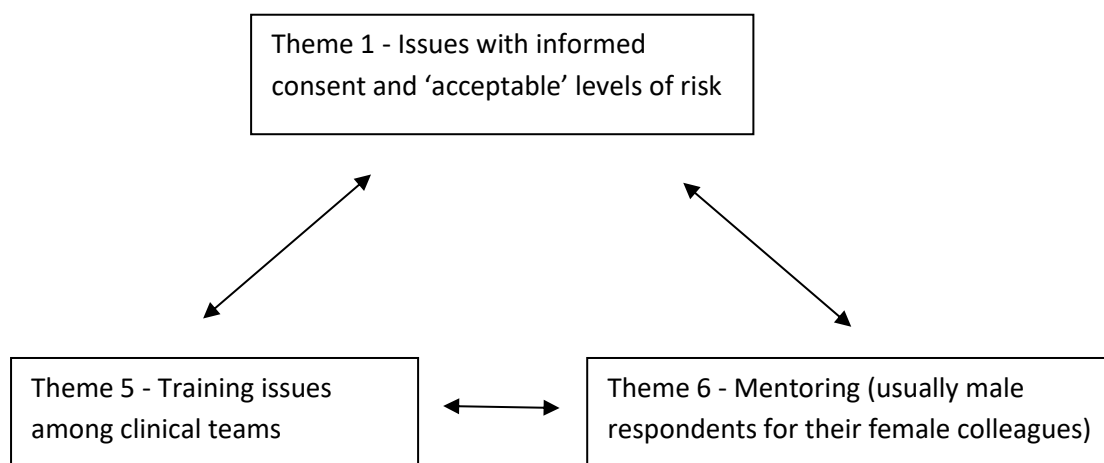 Theme 1 - Issues with informed
consent and ‘acceptable’ levels of risk
Theme 5 - Training issues
among clinical teams
Theme 6 - Mentoring (usually male
respondents for their female colleagues)